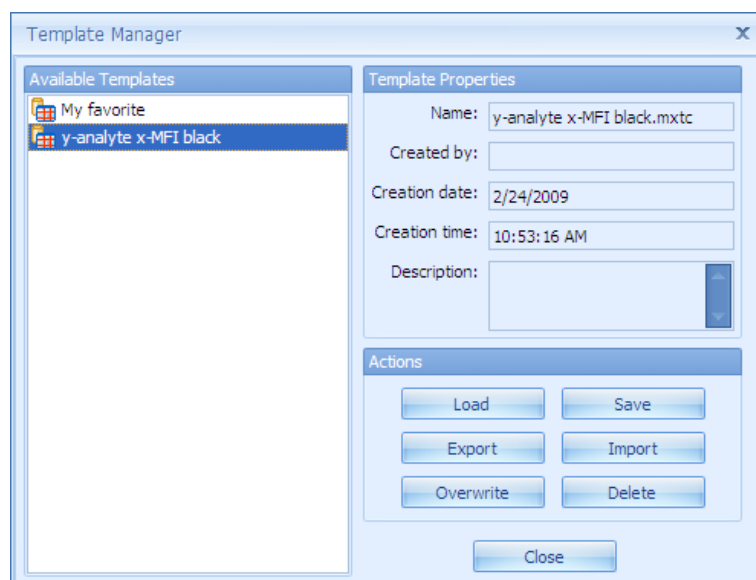 Template Manager
x
Available Templates
My favorite
y-analyte x-MFI black
Template Properties
Name: y-analyte x-MFI black.mxtc
Created by:
Creation date: 2/24/2009
Creation time: 10:53:16 AM
Description:
Actions
Load Save
Export Import
Overwrite Delete
Close